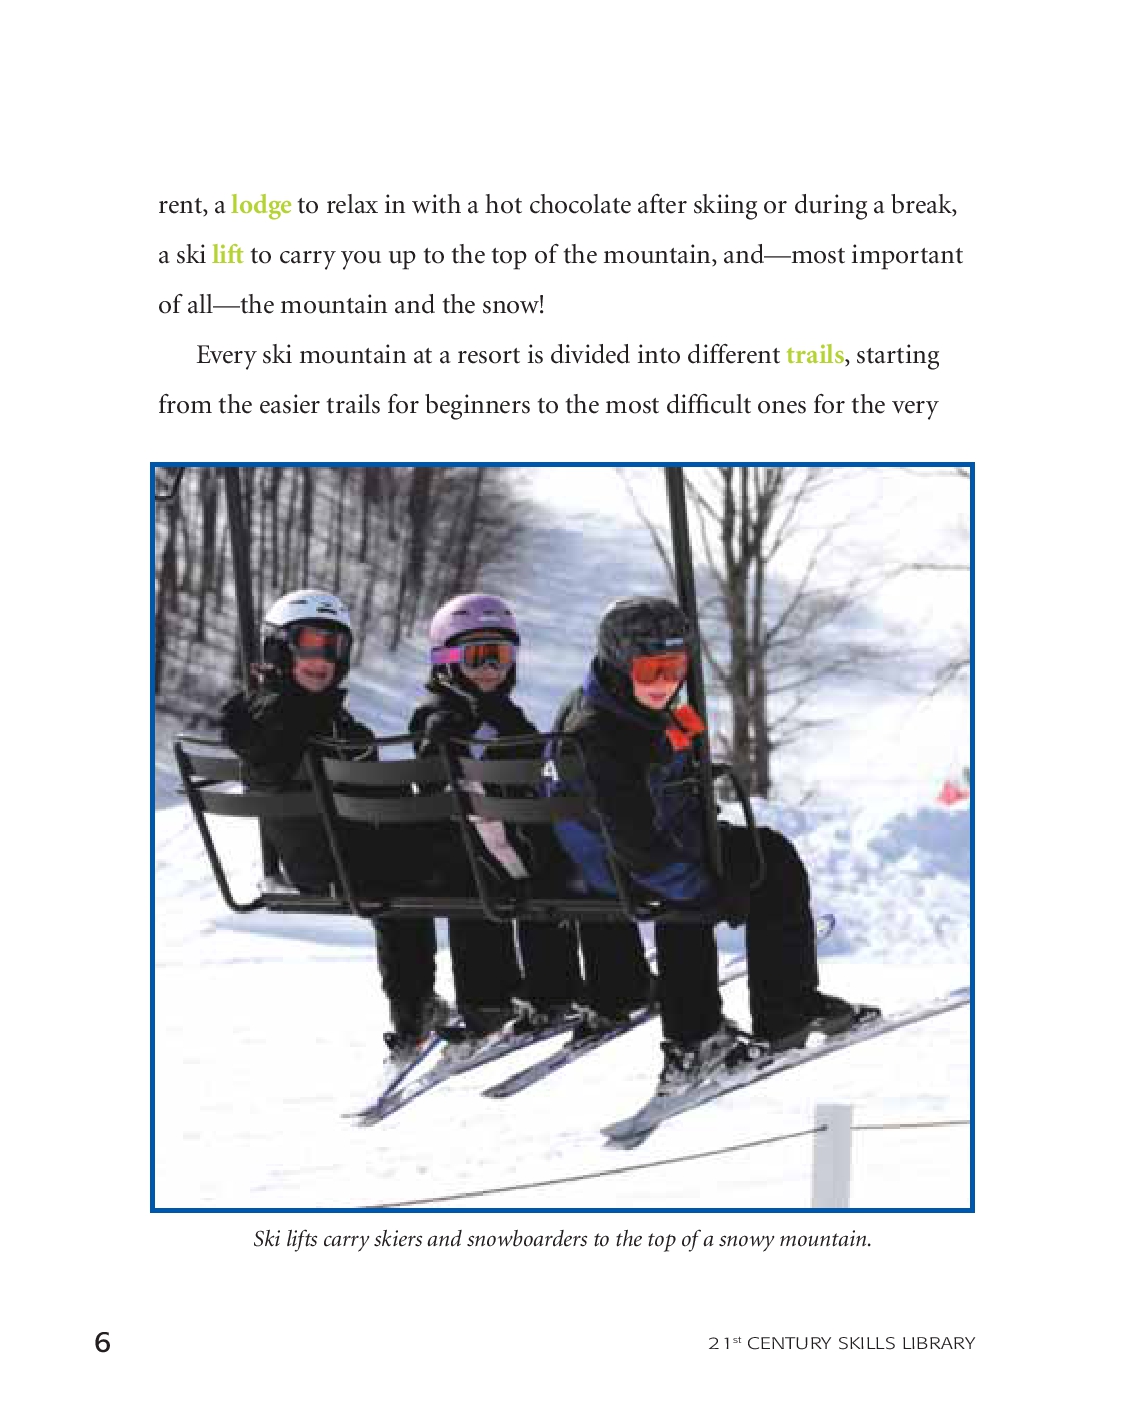 rent, a lodge to relax in with a hot chocolate after skiing or during a break,
a ski lift to carry you up to the top of the mountain, and—most important
of all—the mountain and the snow!
Every ski mountain at a resort is divided into different trails, starting
from the easier trails for beginners to the most difficult ones for the very
Ski lifts carry skiers and snowboarders to the top of a snowy mountain.
6
21st CENTURY SKILLS LIBRARY